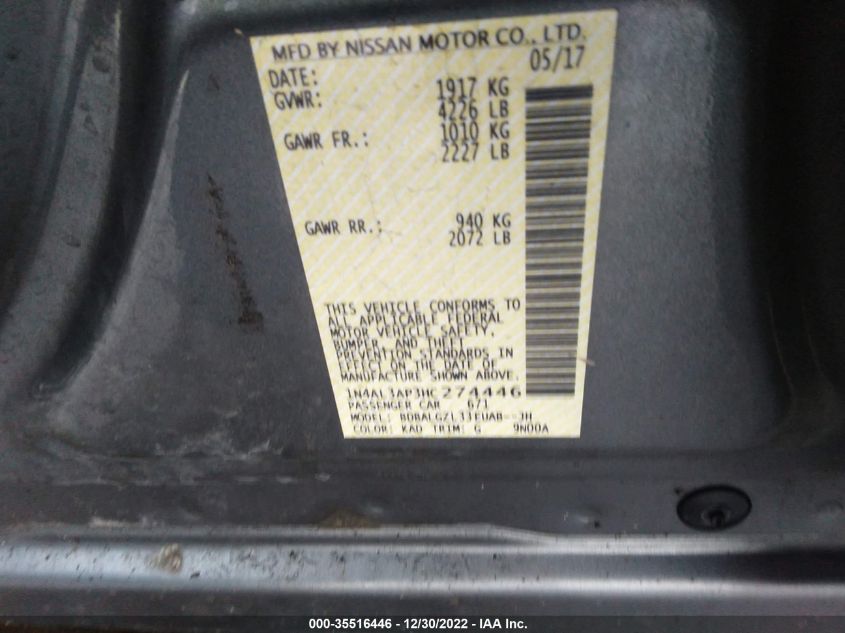 MFD BY NISSAN MOTOR CO., LTD.
DATE: 05/17
GVWR: 1917 KG
4226 LB
GAWR FR.: 1010 KG
2227 LB
GAWR RR.: 940 KG
2072 LB
THIS VEHICLE CONFORMS TO
ALL APPLICABLE FEDERAL
MOTOR VEHICLE SAFETY,
BUMPER, AND THEFT
PREVENTION STANDARDS IN
EFFECT ON THE DATE OF
MANUFACTURE SHOWN ABOVE.
1N4AL3AP3HC274446
PASSENGER CAR 671
MODEL:
COLOR: KAD TRIM: G 9N00A
000-35516446 - 12/30/2022 - IAA Inc.